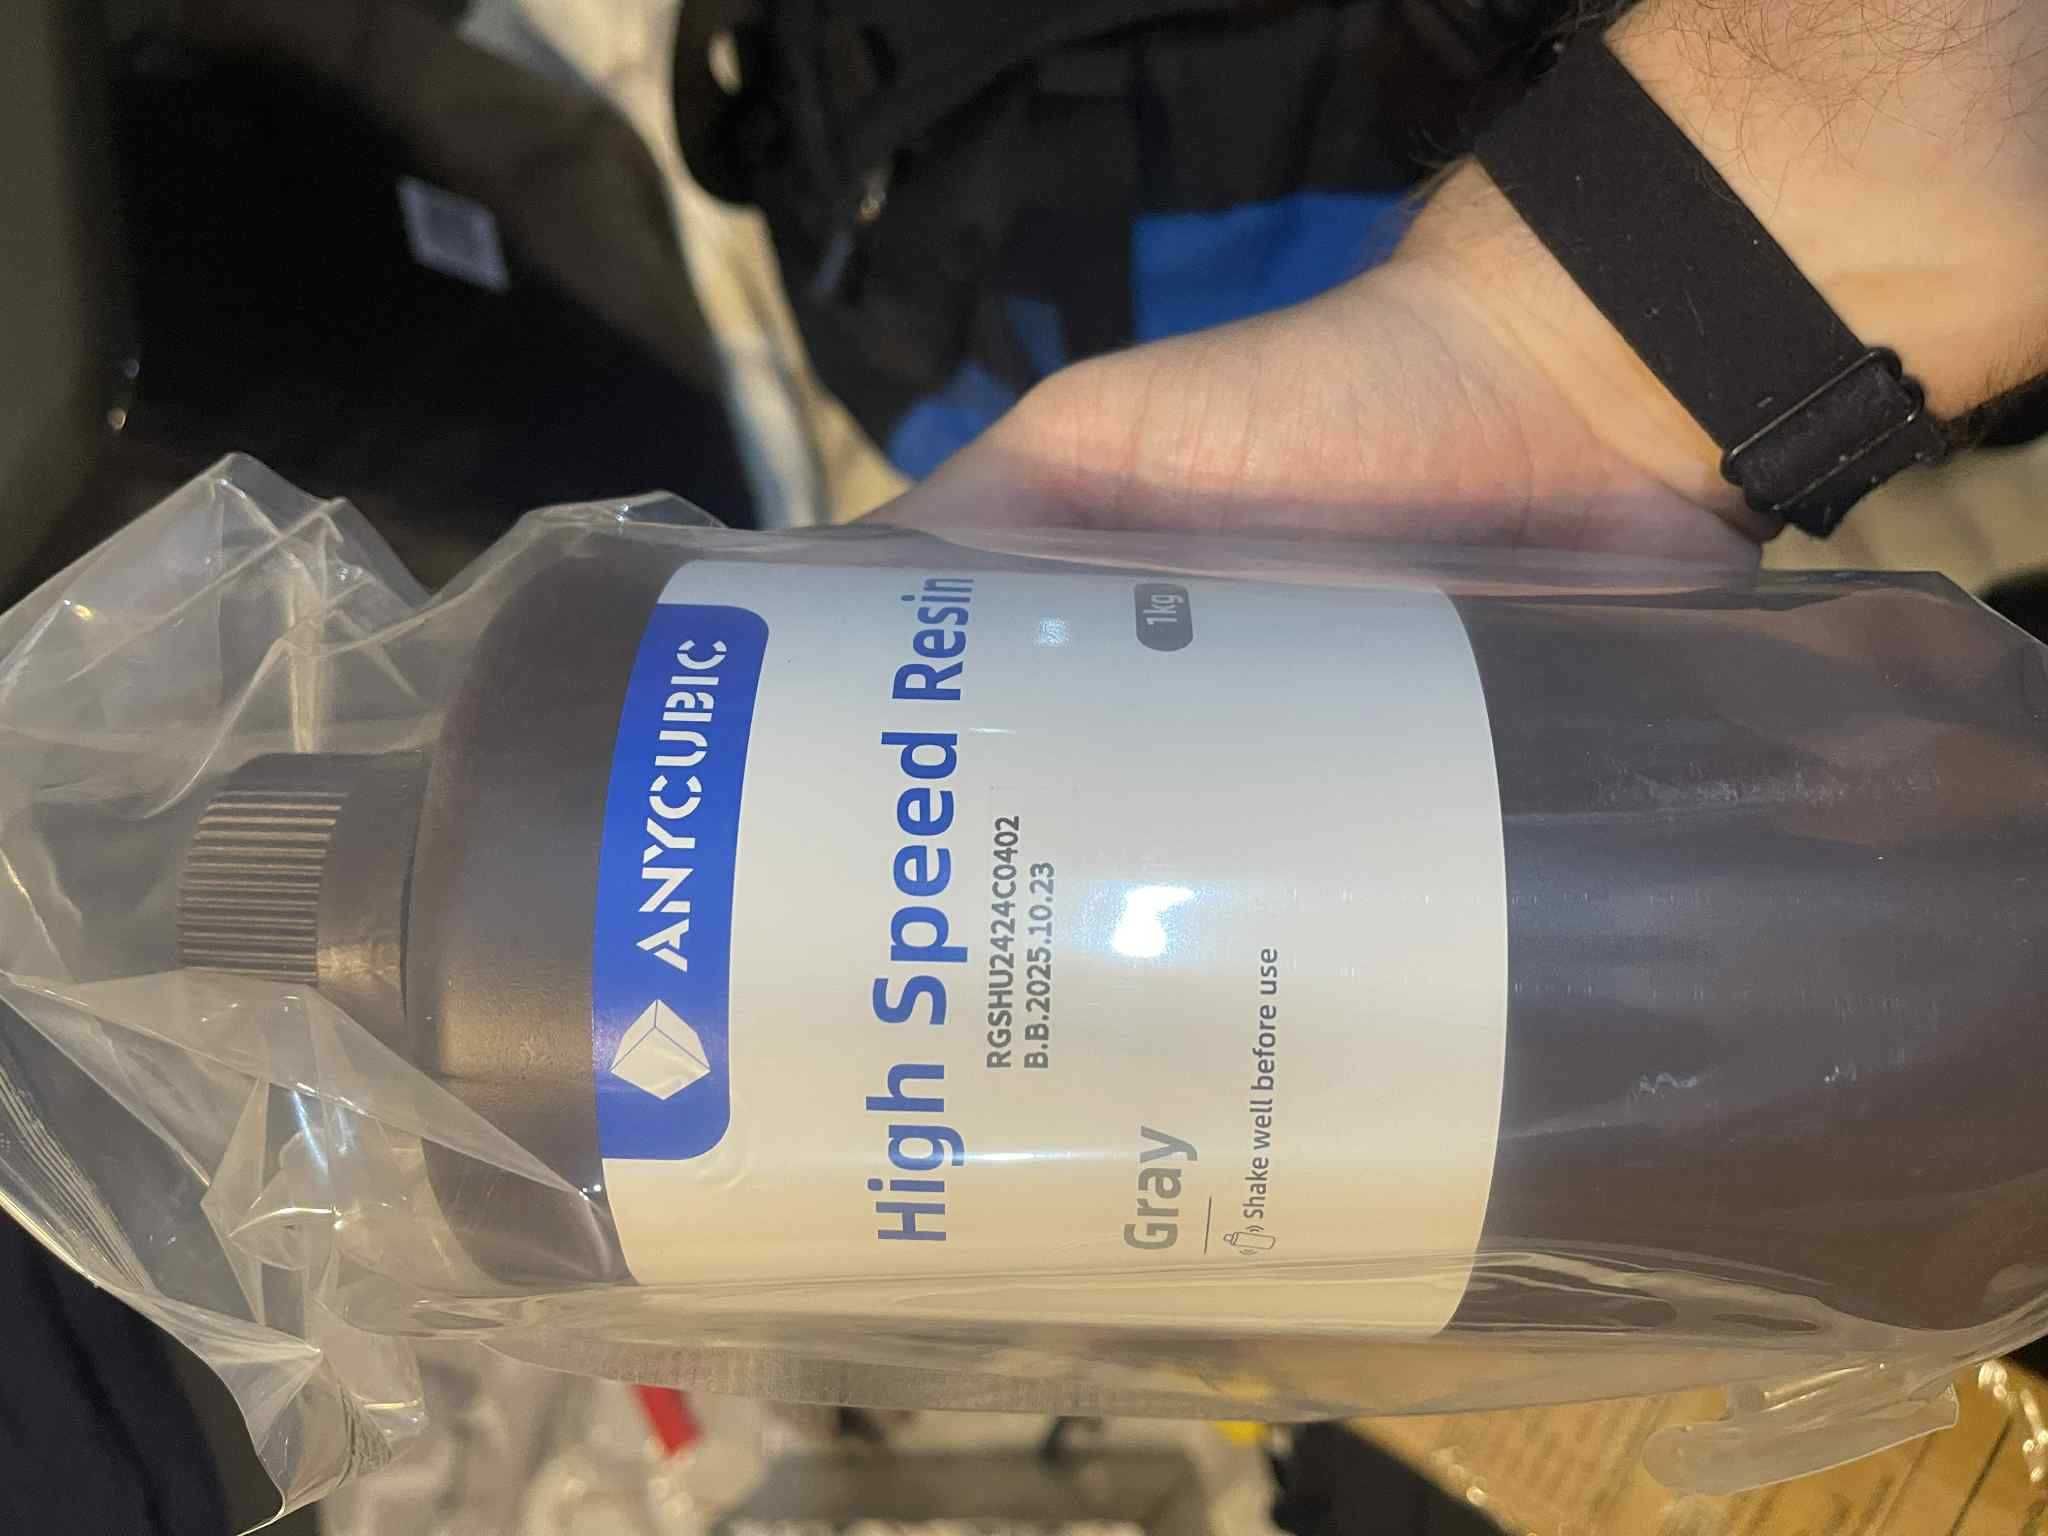 ANYCUBIC
High Speed Resin
RGSHU2424C0402
B.B.2025.10.23
Gray
1kg
Shake well before use